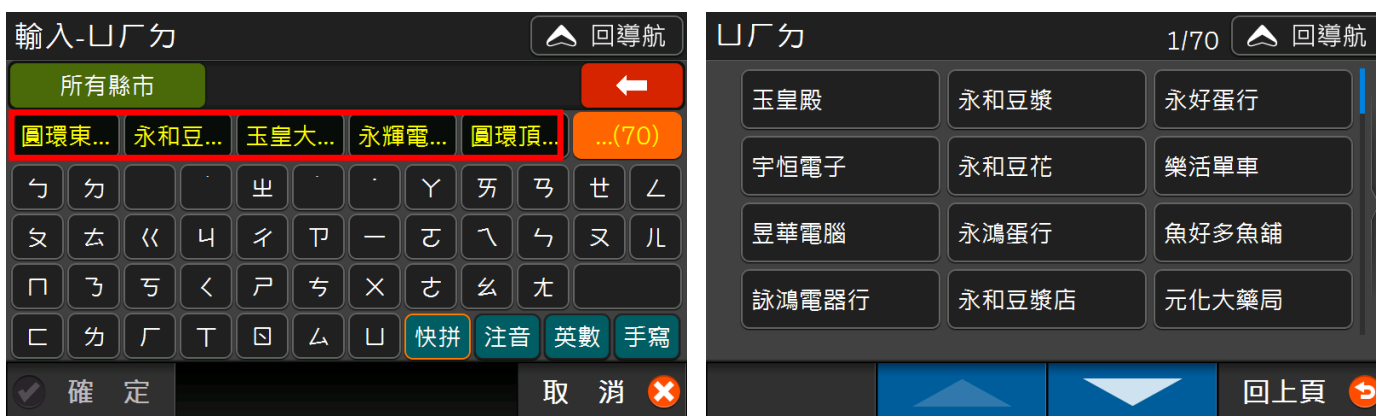 輸入-ㄩㄏㄉ
回導航
所有縣市
圓環東... 永和豆... 玉皇大... 永輝電... 圓環頂... ...(70)
ㄅ ㄉ ˙ ㄓ ˙ ˙ ㄚ ㄞ ㄢ ㄝ ㄥ
ㄆ ㄊ ㄍ ㄐ ㄔ ㄗ ㄧ ㄛ ㄟ ㄣ ㄡ ㄦ
ㄇ ㄋ ㄎ ㄑ ㄕ ㄘ ㄨ ㄜ ㄠ ㄤ
ㄈ ㄌ ㄏ ㄒ ㄖ ㄙ ㄩ 快拼 注音 英數 手寫
確 定
取 消
ㄩㄏㄉ
1/70
回導航
玉皇殿 永和豆漿 永好蛋行
宇恒電子 永和豆花 樂活單車
昱華電腦 永鴻蛋行 魚好多魚舖
詠鴻電器行 永和豆漿店 元化大藥局
回上頁